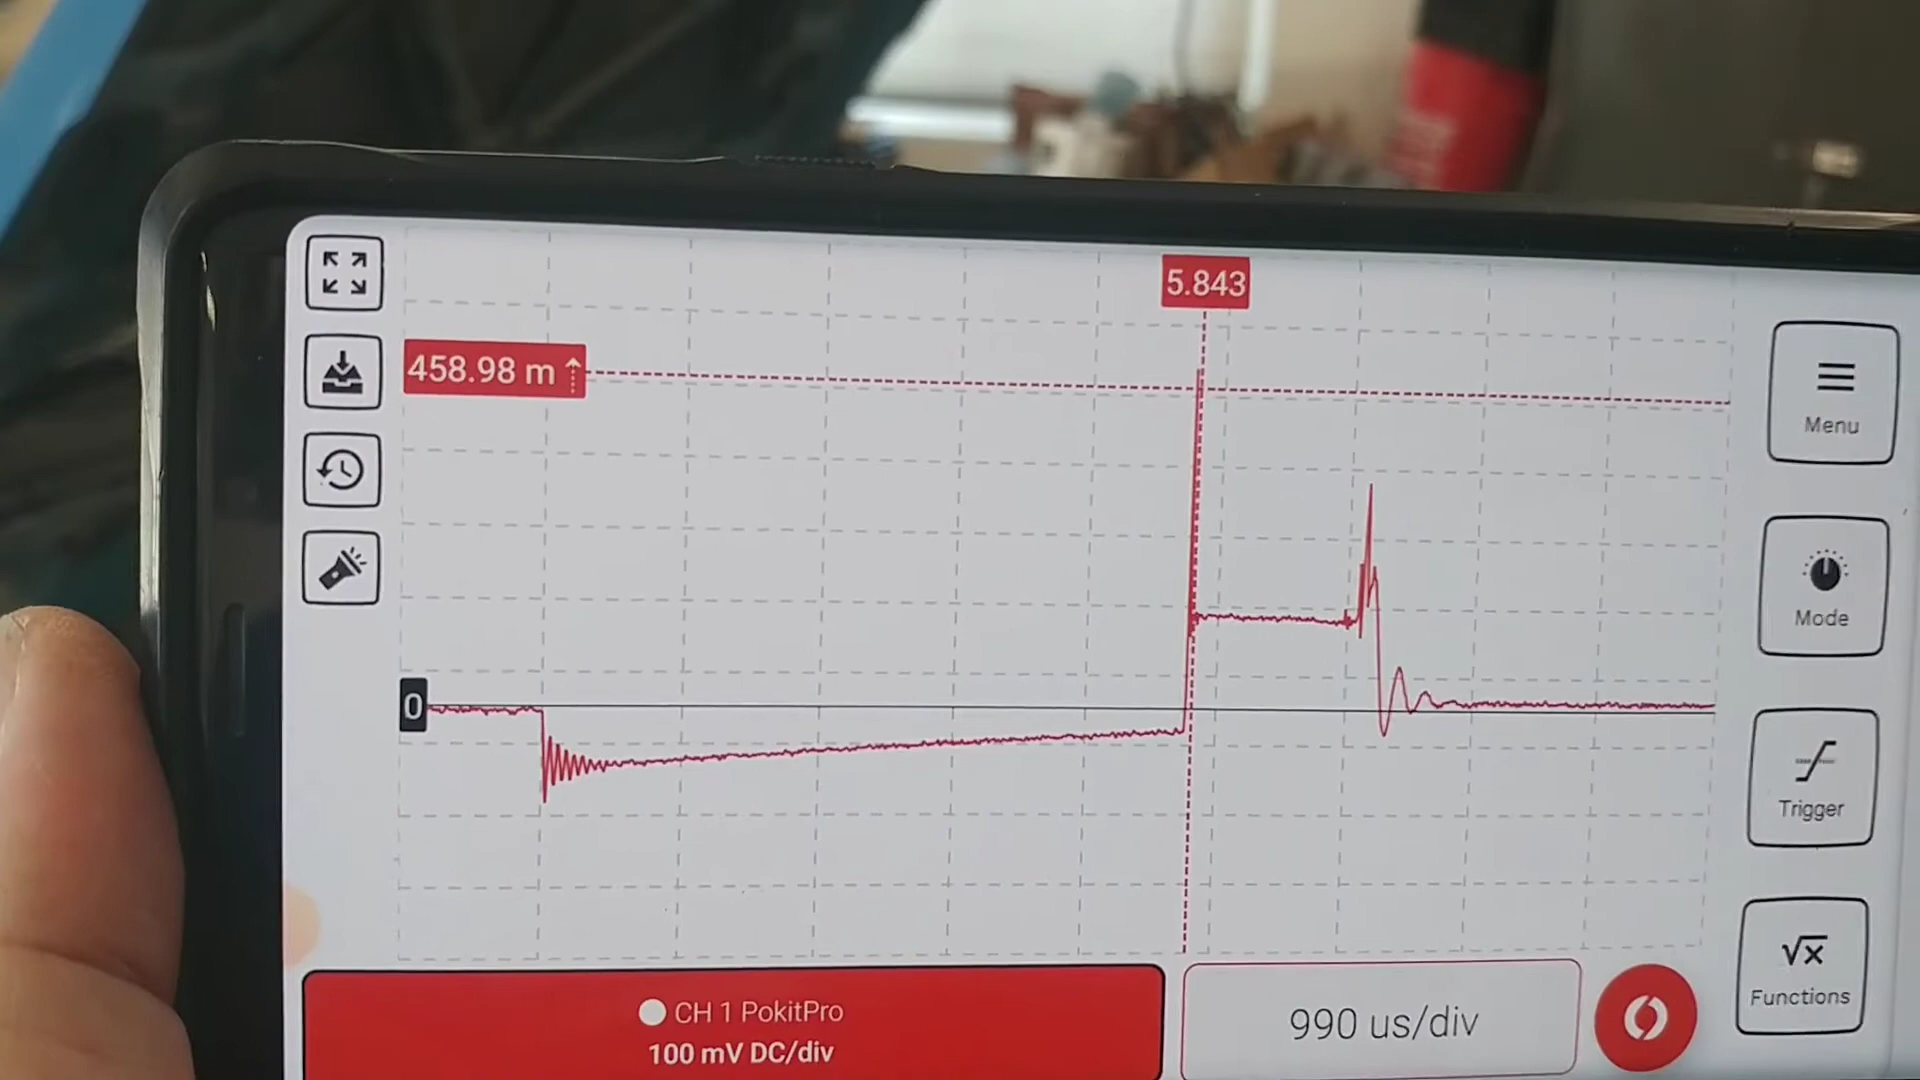 5.843
458.98 m
0
Menu
Mode
Trigger
√x
Functions
CH 1 PokitPro
100 mV DC/div
990 us/div